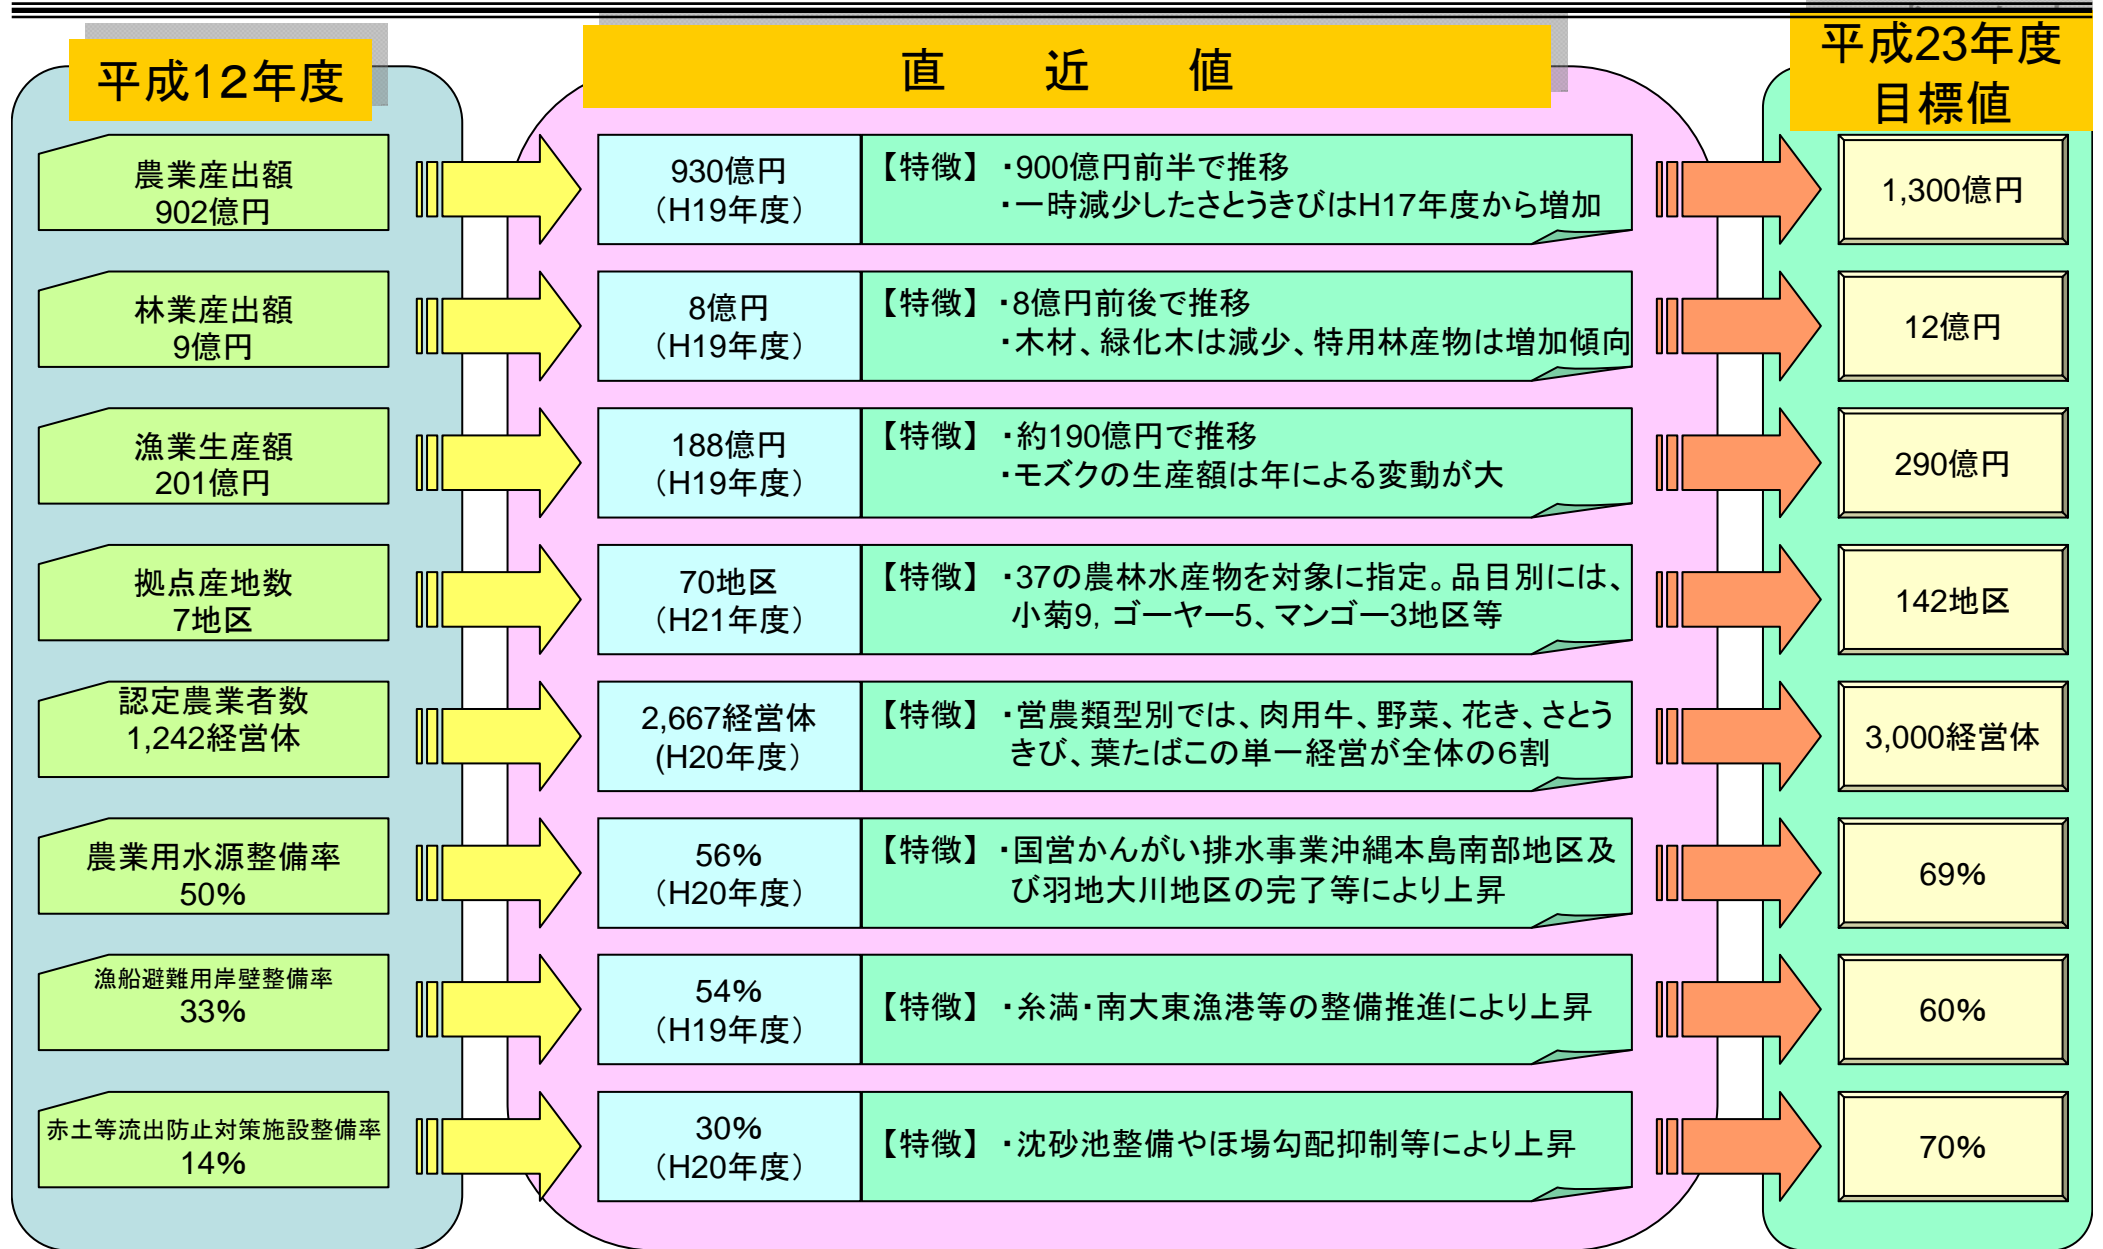 平成12年度
直　近　値
平成23年度
目標値
農業産出額
902億円
930億円
（H19年度）
【特徴】 ・900億円前半で推移
・一時減少したさとうきびはH17年度から増加
1,300億円
林業産出額
9億円
8億円
（H19年度）
【特徴】 ・8億円前後で推移
・木材、緑化木は減少、特用林産物は増加傾向
12億円
漁業生産額
201億円
188億円
（H19年度）
【特徴】 ・約190億円で推移
・モズクの生産額は年による変動が大
290億円
拠点産地数
7地区
70地区
（H21年度）
【特徴】 ・37の農林水産物を対象に指定。品目別には、
小菊9, ゴーヤー5、マンゴー3地区等
142地区
認定農業者数
1,242経営体
2,667経営体
(H20年度）
【特徴】 ・営農類型別では、肉用牛、野菜、花き、さとう
きび、葉たばこの単一経営が全体の6割
3,000経営体
農業用水源整備率
50%
56%
（H20年度）
【特徴】 ・国営かんがい排水事業沖縄本島南部地区及
び羽地大川地区の完了等により上昇
69%
漁船避難用岸壁整備率
33%
54%
（H19年度）
【特徴】 ・糸満・南大東漁港等の整備推進により上昇
60%
赤土等流出防止対策施設整備率
14%
30%
（H20年度）
【特徴】 ・沈砂池整備やほ場勾配抑制等により上昇
70%